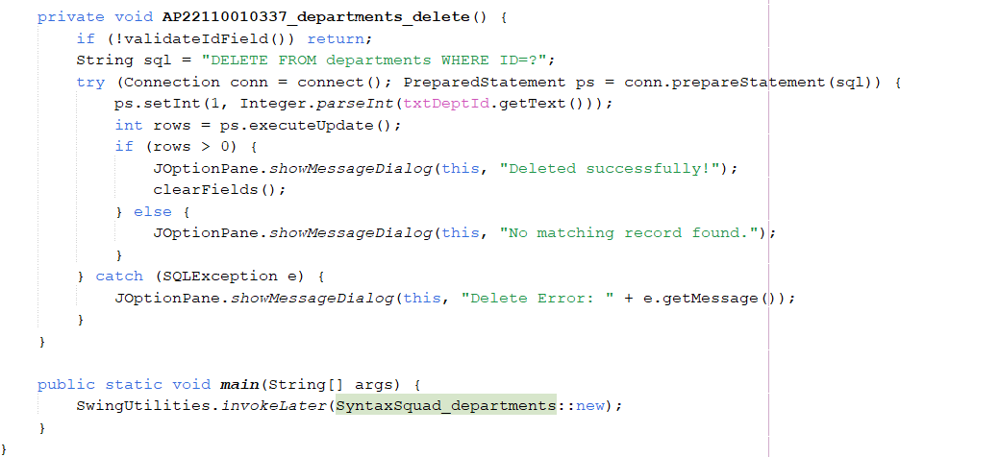 private void AP22110010337_departments_delete() {
if (!validateIdField()) return;
String sql = "DELETE FROM departments WHERE ID=?";
try (Connection conn = connect(); PreparedStatement ps = conn.prepareStatement(sql)) {
ps.setInt(1, Integer.parseInt(txtDeptId.getText()));
int rows = ps.executeUpdate();
if (rows > 0) {
JOptionPane.showMessageDialog(this, "Deleted successfully!");
clearFields();
} else {
JOptionPane.showMessageDialog(this, "No matching record found.");
}
} catch (SQLException e) {
JOptionPane.showMessageDialog(this, "Delete Error: " + e.getMessage());
}
}
public static void main(String[] args) {
SwingUtilities.invokeLater(SyntaxSquad_departments::new);
}
}